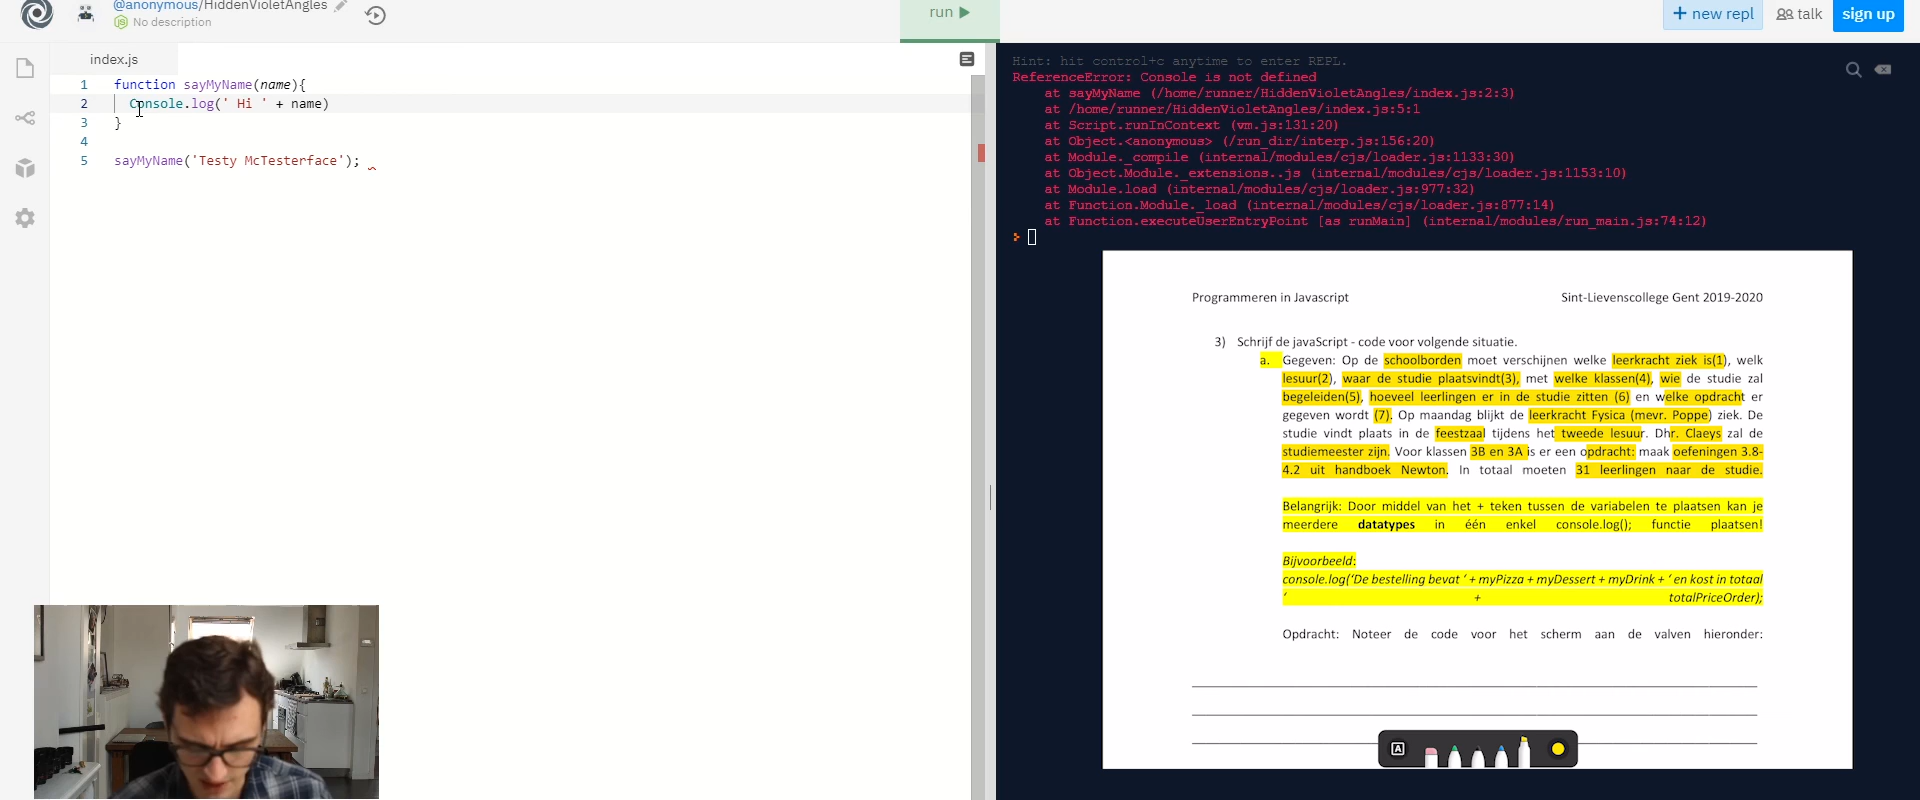 @anonymous/HiddenVioletAngles
No description
run
+ new repl
talk
sign up
index.js
1 function sayMyName(name){
2 Console.log(' Hi ' + name)
3 }
4
5 sayMyName('Testy McTesterface');
Hint: hit control+c anytime to enter REPL.
ReferenceError: Console is not defined
at sayMyName (/home/runner/HiddenVioletAngles/index.js:2:3)
at /home/runner/HiddenVioletAngles/index.js:5:1
at Script.runInContext (vm.js:131:20)
at Object.<anonymous> (/run_dir/interp.js:156:20)
at Module._compile (internal/modules/cjs/loader.js:1133:30)
at Object.Module._extensions..js (internal/modules/cjs/loader.js:1153:10)
at Module.load (internal/modules/cjs/loader.js:977:32)
at Function.Module._load (internal/modules/cjs/loader.js:877:14)
at Function.executeUserEntryPoint [as runMain] (internal/modules/run_main.js:74:12)
>
Programmeren in Javascript Sint-Lievenscollege Gent 2019-2020
3) Schrijf de javaScript - code voor volgende situatie.
a. Gegeven: Op de schoolborden moet verschijnen welke leerkracht ziek is(1), welk
lesuur(2), waar de studie plaatsvindt(3), met welke klassen(4), wie de studie zal
begeleiden(5), hoeveel leerlingen er in de studie zitten (6) en welke opdracht er
gegeven wordt (7). Op maandag blijkt de leerkracht Fysica (mevr. Poppe) ziek. De
studie vindt plaats in de feestzaal tijdens het tweede lesuur. Dhr. Claeys zal de
studiemeester zijn. Voor klassen 3B en 3A is er een opdracht: maak oefeningen 3.8-
4.2 uit handboek Newton. In totaal moeten 31 leerlingen naar de studie.
Belangrijk: Door middel van het + teken tussen de variabelen te plaatsen kan je
meerdere datatypes in één enkel console.log(); functie plaatsen!
Bijvoorbeeld:
console.log('De bestelling bevat ' + myPizza + myDessert + myDrink + ' en kost in totaal
' + totalPriceOrder);
Opdracht: Noteer de code voor het scherm aan de valven hieronder:
A